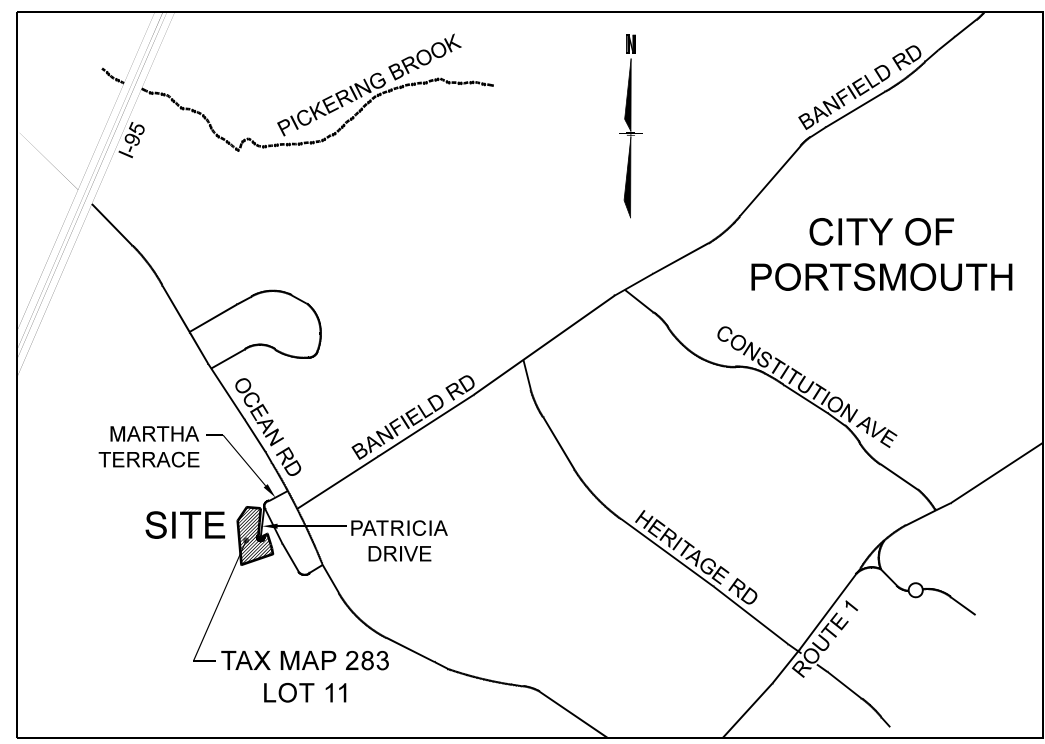 PICKERING BROOK
N
BANFIELD RD
I-95
CITY OF
PORTSMOUTH
CONSTITUTION AVE
OCEAN RD
BANFIELD RD
MARTHA
TERRACE
SITE
PATRICIA
DRIVE
HERITAGE RD
ROUTE 1
TAX MAP 283
LOT 11